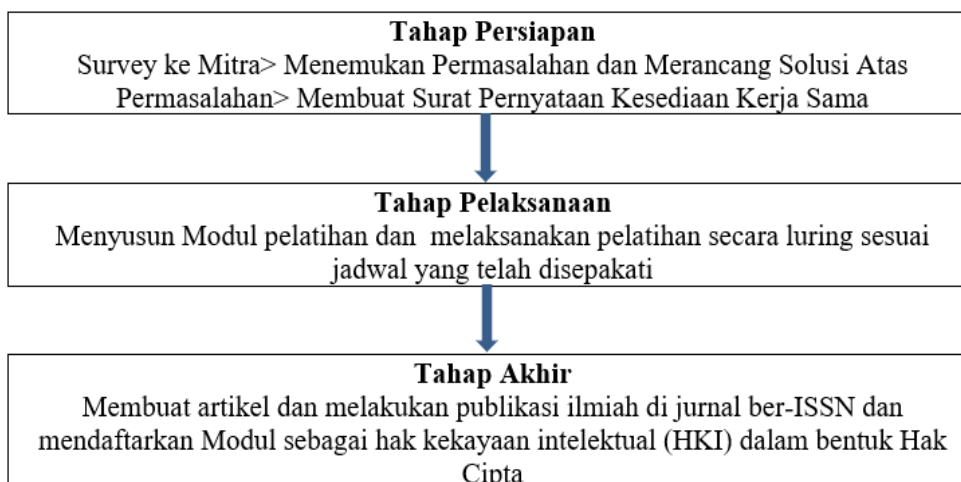 Tahap Persiapan
Survey ke Mitra> Menemukan Permasalahan dan Merancang Solusi Atas
Permasalahan> Membuat Surat Pernyataan Kesediaan Kerja Sama
Tahap Pelaksanaan
Menyusun Modul pelatihan dan melaksanakan pelatihan secara luring sesuai
jadwal yang telah disepakati
Tahap Akhir
Membuat artikel dan melakukan publikasi ilmiah di jurnal ber-ISSN dan
mendaftarkan Modul sebagai hak kekayaan intelektual (HKI) dalam bentuk Hak
Cipta